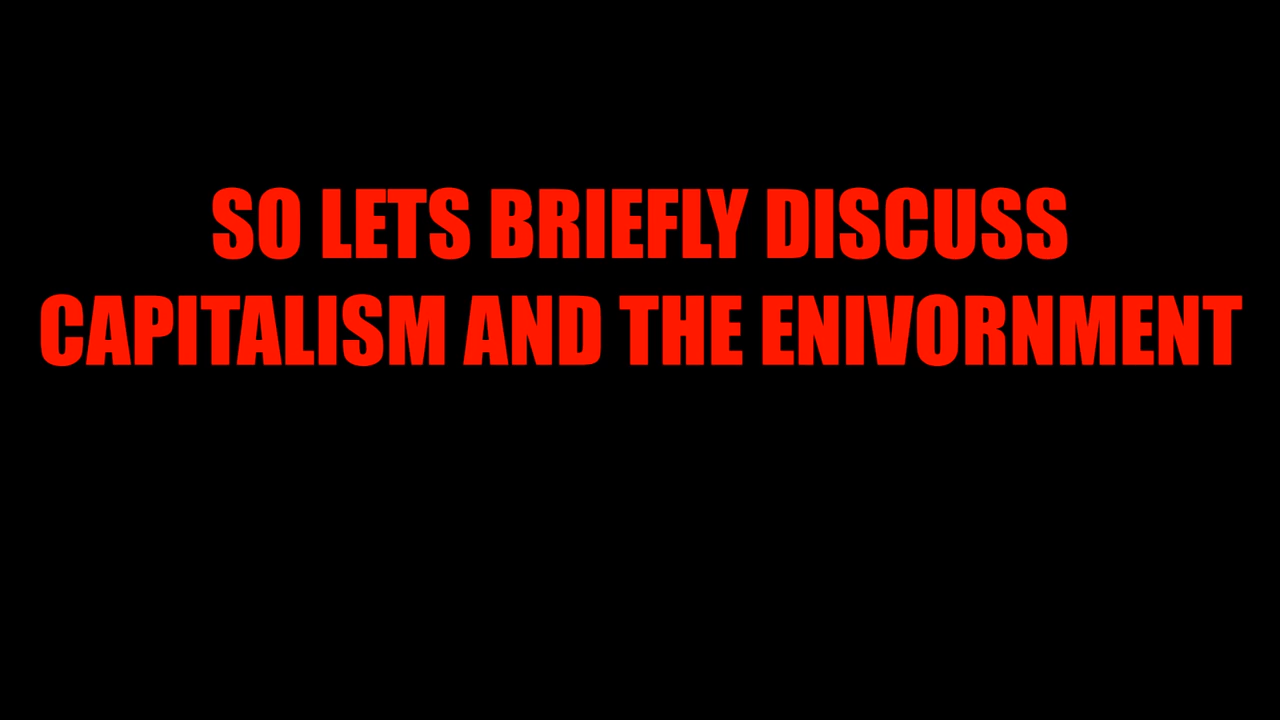 SO LETS BRIEFLY DISCUSS
CAPITALISM AND THE ENIVORNMENT